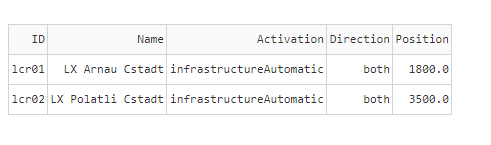 ID Name Activation Direction Position
lcr01 LX Arnau Cstadt infrastructureAutomatic both 1800.0
lcr02 LX Polatli Cstadt infrastructureAutomatic both 3500.0